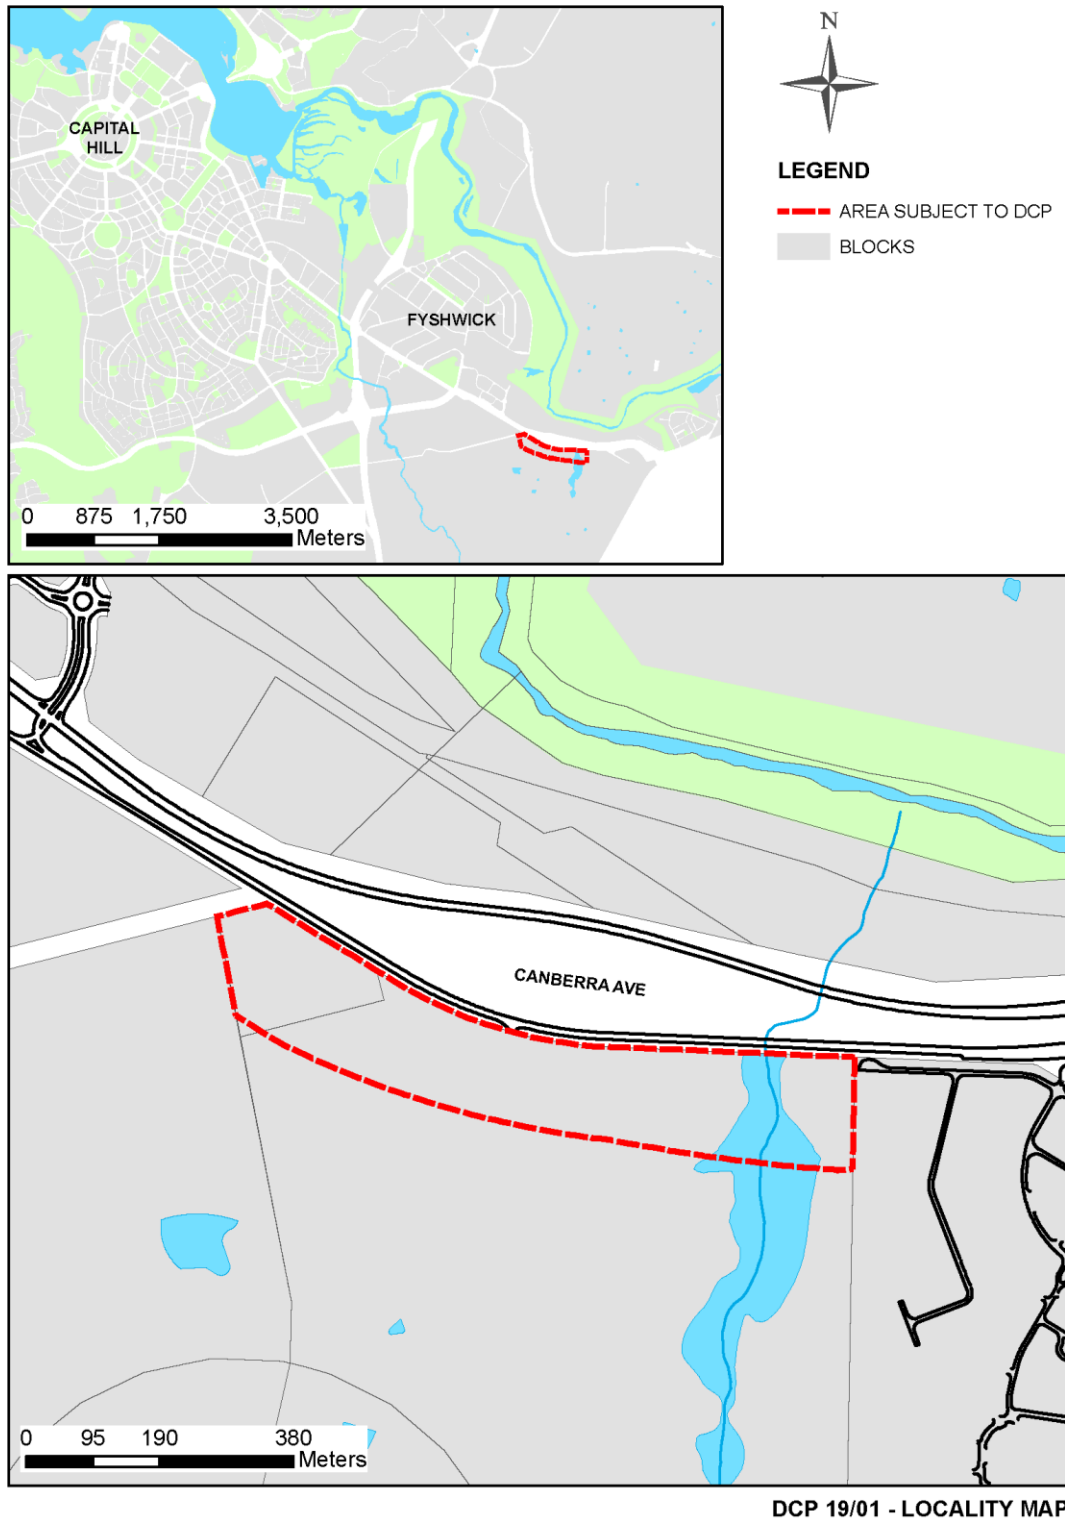 CAPITAL
HILL
FYSHWICK
0 875 1,750 3,500
Meters
N
LEGEND
AREA SUBJECT TO DCP
BLOCKS
CANBERRA AVE
0 95 190 380
Meters
DCP 19/01 - LOCALITY MAP